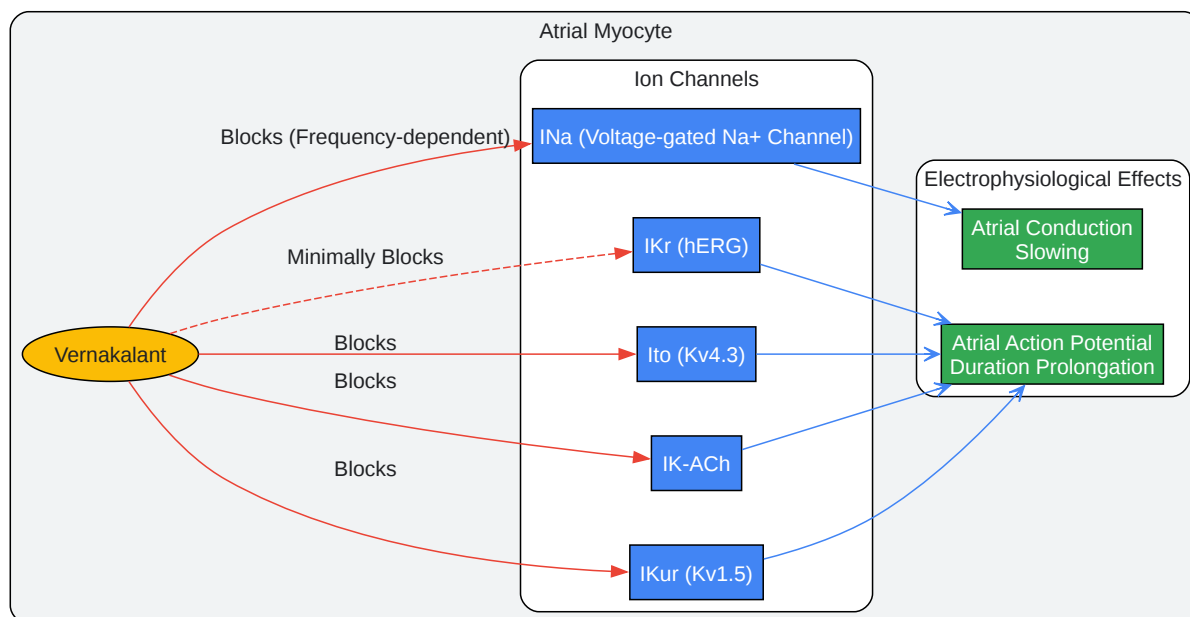 Atrial Myocyte
Ion Channels
Blocks (Frequency-dependent)
INa (Voltage-gated Na+ Channel)
Electrophysiological Effects
Atrial Conduction
Slowing
Minimally Blocks
IKr (hERG)
Vernakalant
Blocks
Ito (Kv4.3)
Atrial Action Potential
Duration Prolongation
Blocks
IK-ACh
Blocks
IKur (Kv1.5)